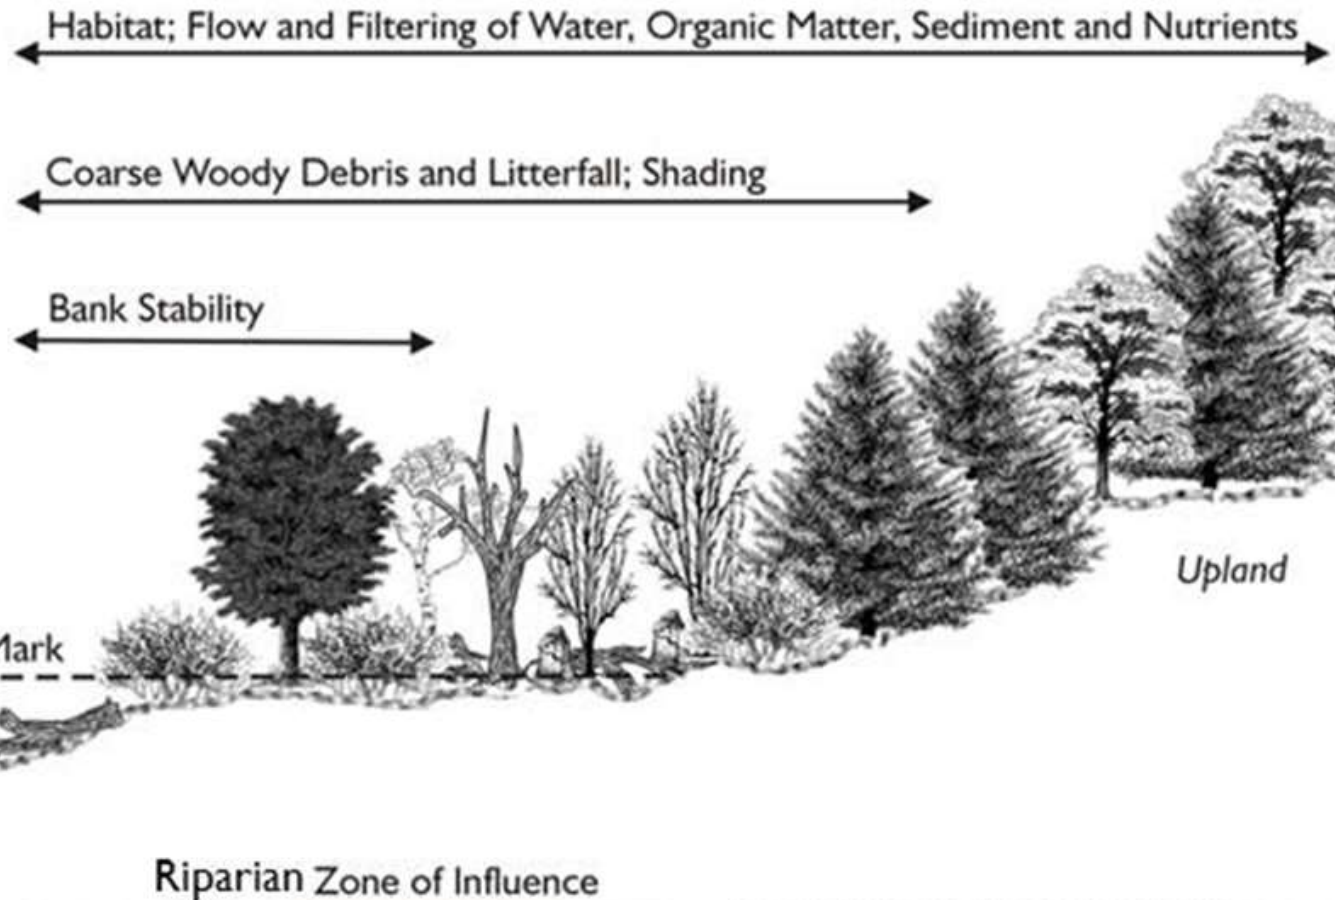 Habitat; Flow and Filtering of Water, Organic Matter, Sediment and Nutrients
Coarse Woody Debris and Litterfall; Shading
Bank Stability
Upland
Mark
Riparian Zone of Influence